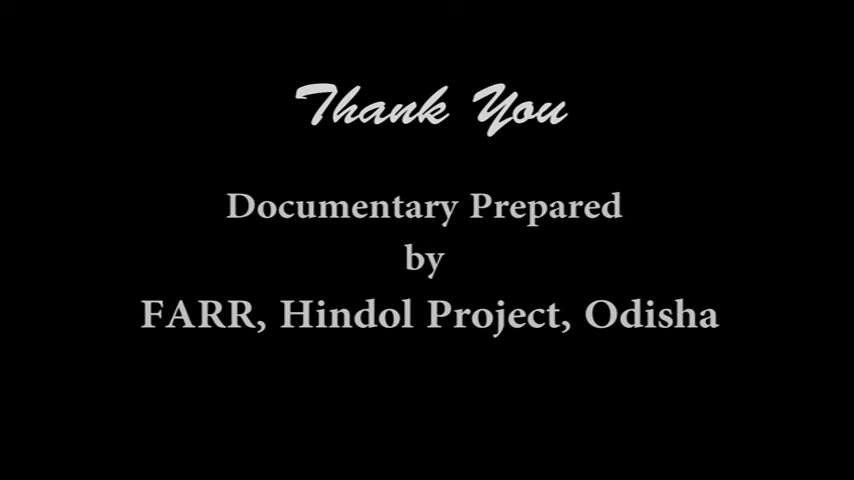 Thank You
Documentary Prepared
by
FARR, Hindol Project, Odisha